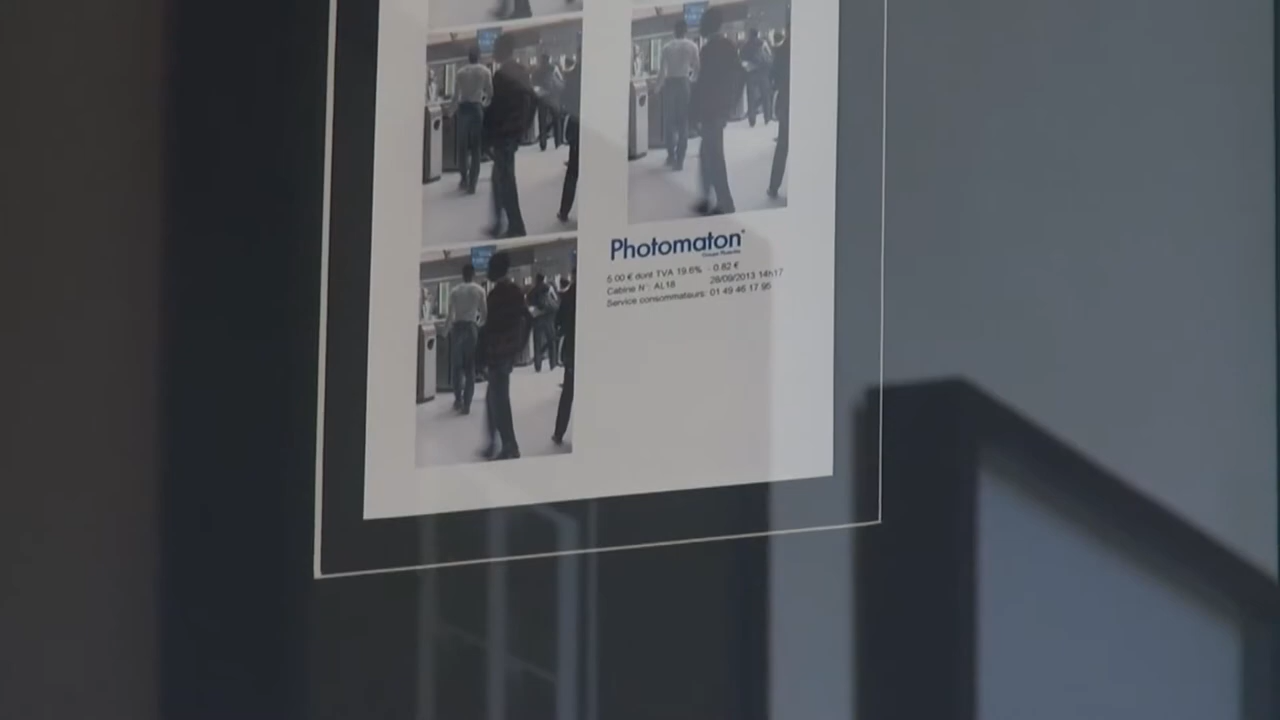 Photomaton
5.00 € dont TVA 19.6% - 0.82 €
Cabine N°: AL18 28/09/2013 14h17
Service consommateurs: 01 49 46 17 95